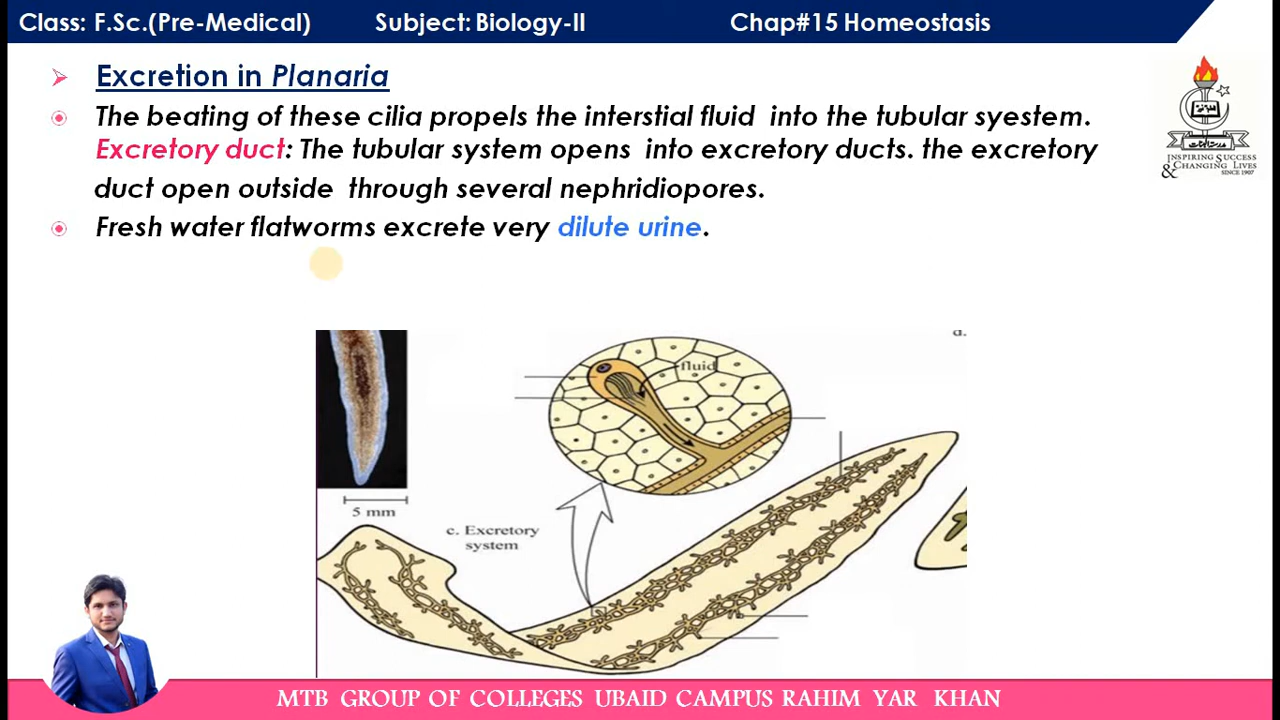 Class: F.Sc.(Pre-Medical) Subject: Biology-II Chap#15 Homeostasis
Excretion in Planaria
The beating of these cilia propels the interstial fluid into the tubular syestem.
Excretory duct: The tubular system opens into excretory ducts. the excretory
duct open outside through several nephridiopores.
Fresh water flatworms excrete very dilute urine.
INSPIRING SUCCESS
& CHANGING LIVES
SINCE 1907
d.
fluid
5 mm
c. Excretory
system
MTB GROUP OF COLLEGES UBAID CAMPUS RAHIM YAR KHAN